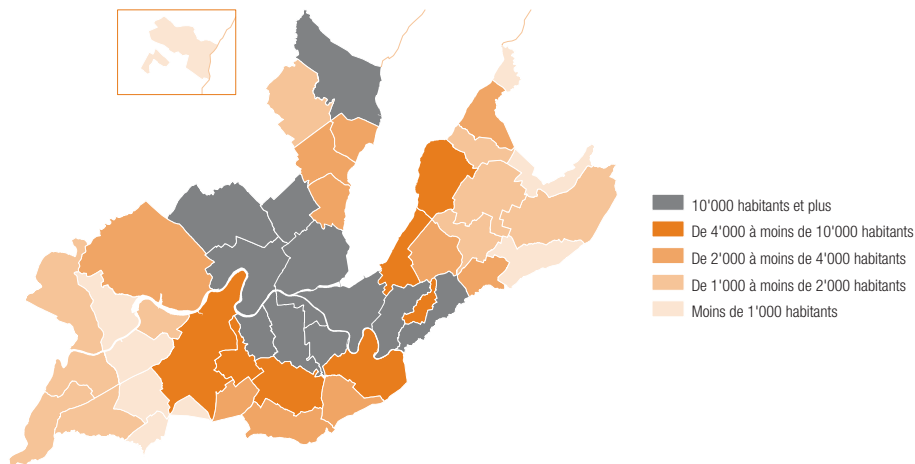 10'000 habitants et plus
De 4'000 à moins de 10'000 habitants
De 2'000 à moins de 4'000 habitants
De 1'000 à moins de 2'000 habitants
Moins de 1'000 habitants